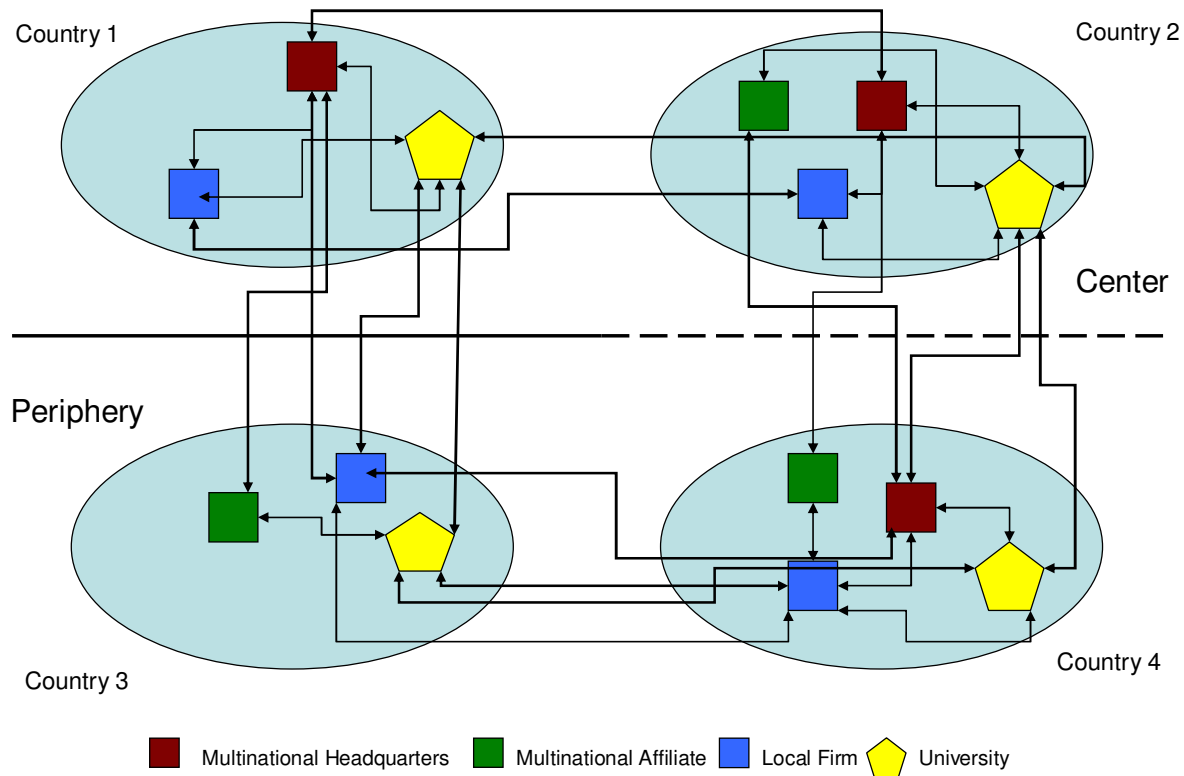 Country 1
Country 2
Center
Periphery
Country 3
Country 4
Multinational Headquarters
Multinational Affiliate
Local Firm
University